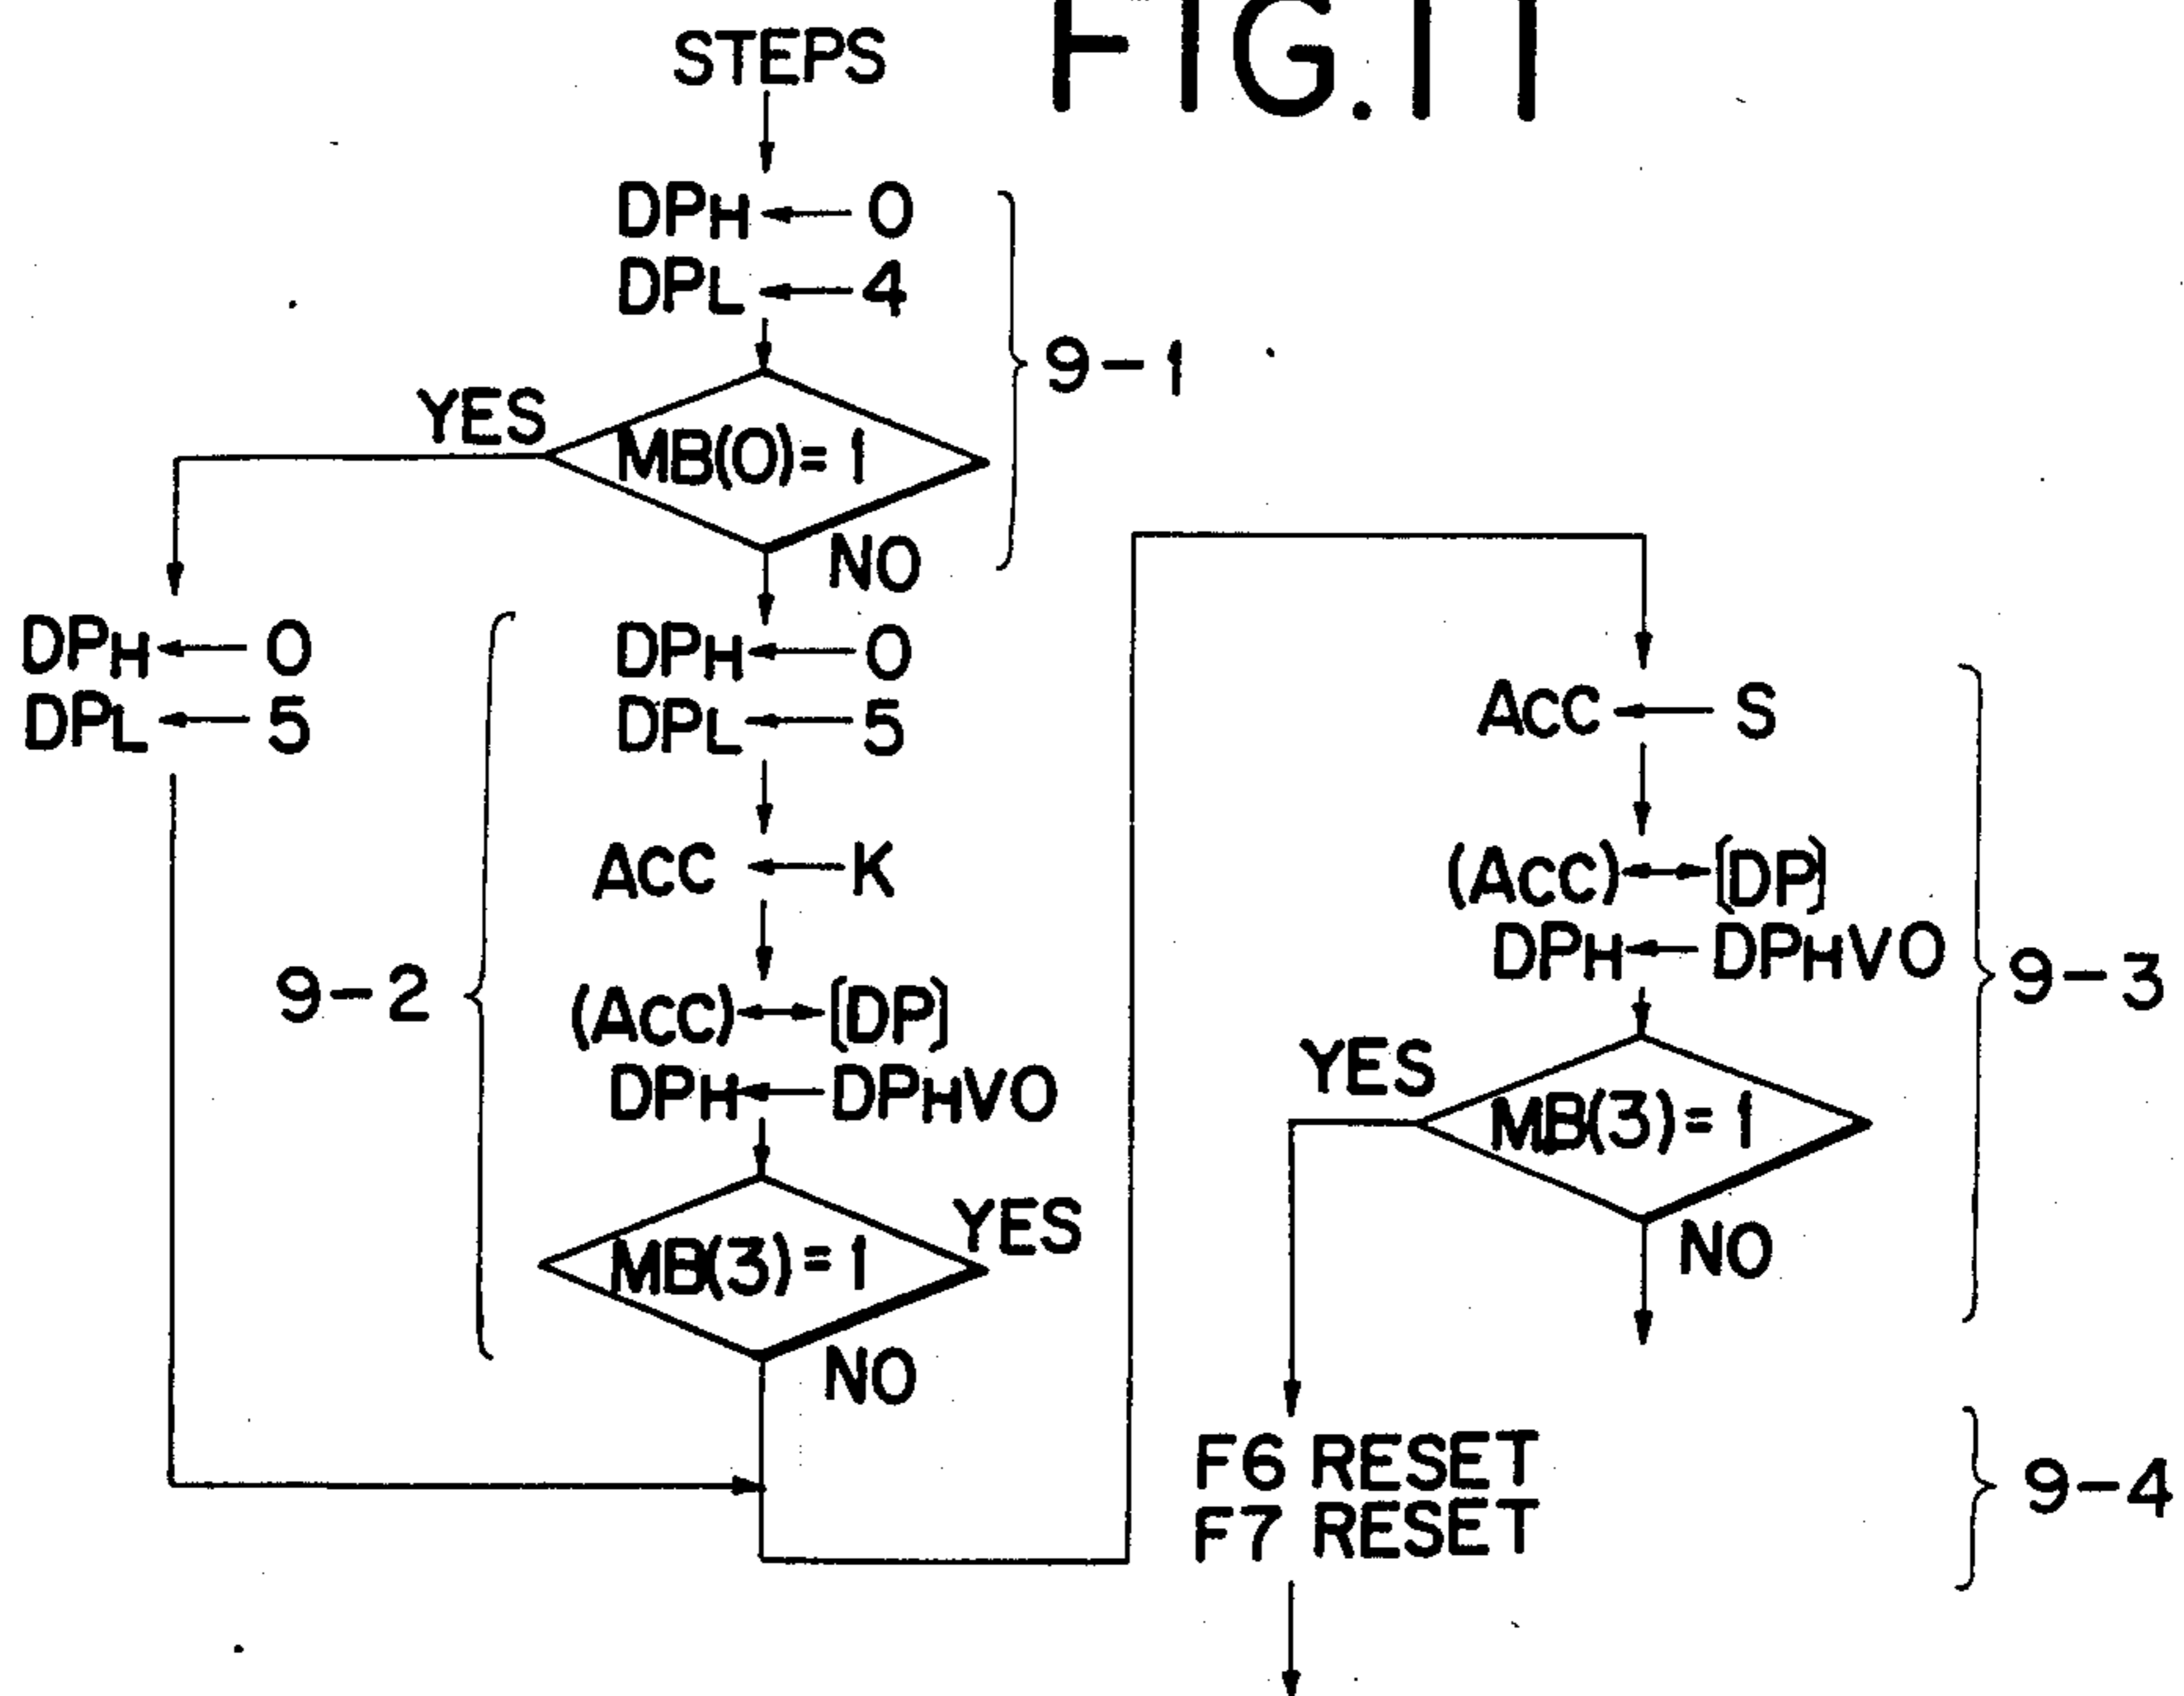 FIG.11
STEPS
DPH ← 0
DPL ← 4
9-1
YES
MB(0)=1
NO
DPH ← 0
DPL ← 5
9-2
DPH ← 0
DPL ← 5
ACC ← K
(ACC) ↔ [DP]
DPH ← DPHVO
MB(3)=1
YES
NO
ACC ← S
(ACC) ↔ [DP]
DPH ← DPHVO
9-3
YES
MB(3)=1
NO
F6 RESET
F7 RESET
9-4